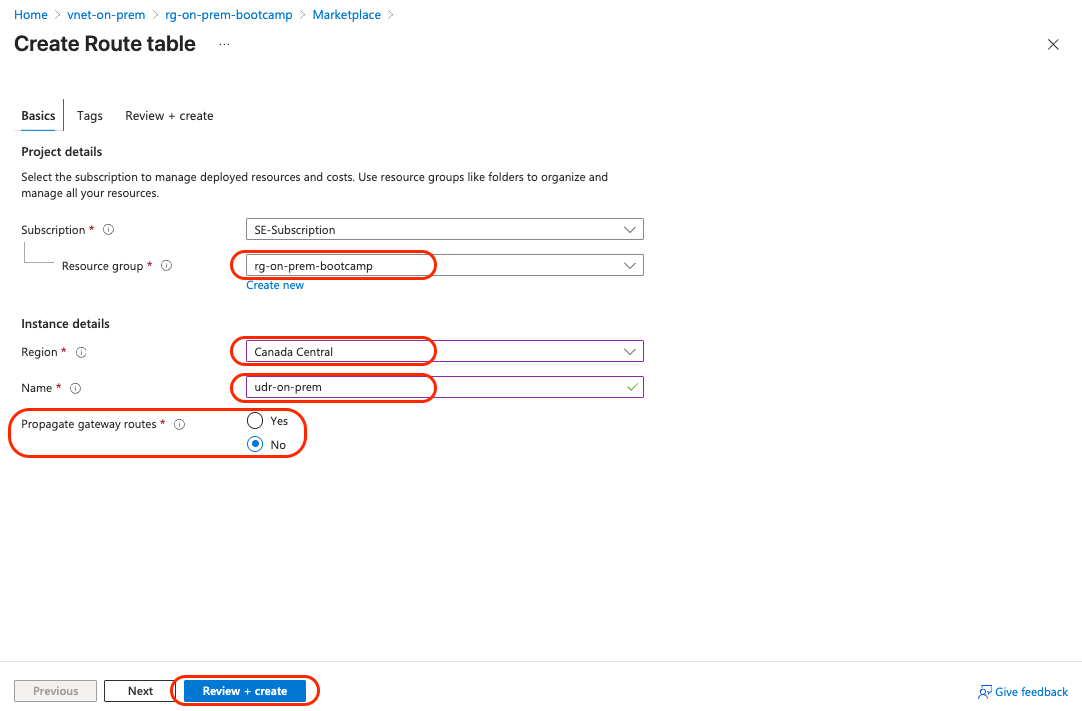 Home > vnet-on-prem > rg-on-prem-bootcamp > Marketplace >
Create Route table ...
Basics Tags Review + create
Project details
Select the subscription to manage deployed resources and costs. Use resource groups like folders to organize and
manage all your resources.
Subscription * SE-Subscription
Resource group * rg-on-prem-bootcamp
Create new
Instance details
Region * Canada Central
Name * udr-on-prem
Propagate gateway routes * Yes
No
Previous Next Review + create Give feedback